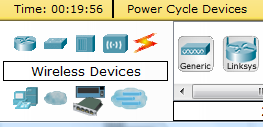 Time: 00:19:56 Power Cycle Devices
Wireless Devices
Generic Linksys